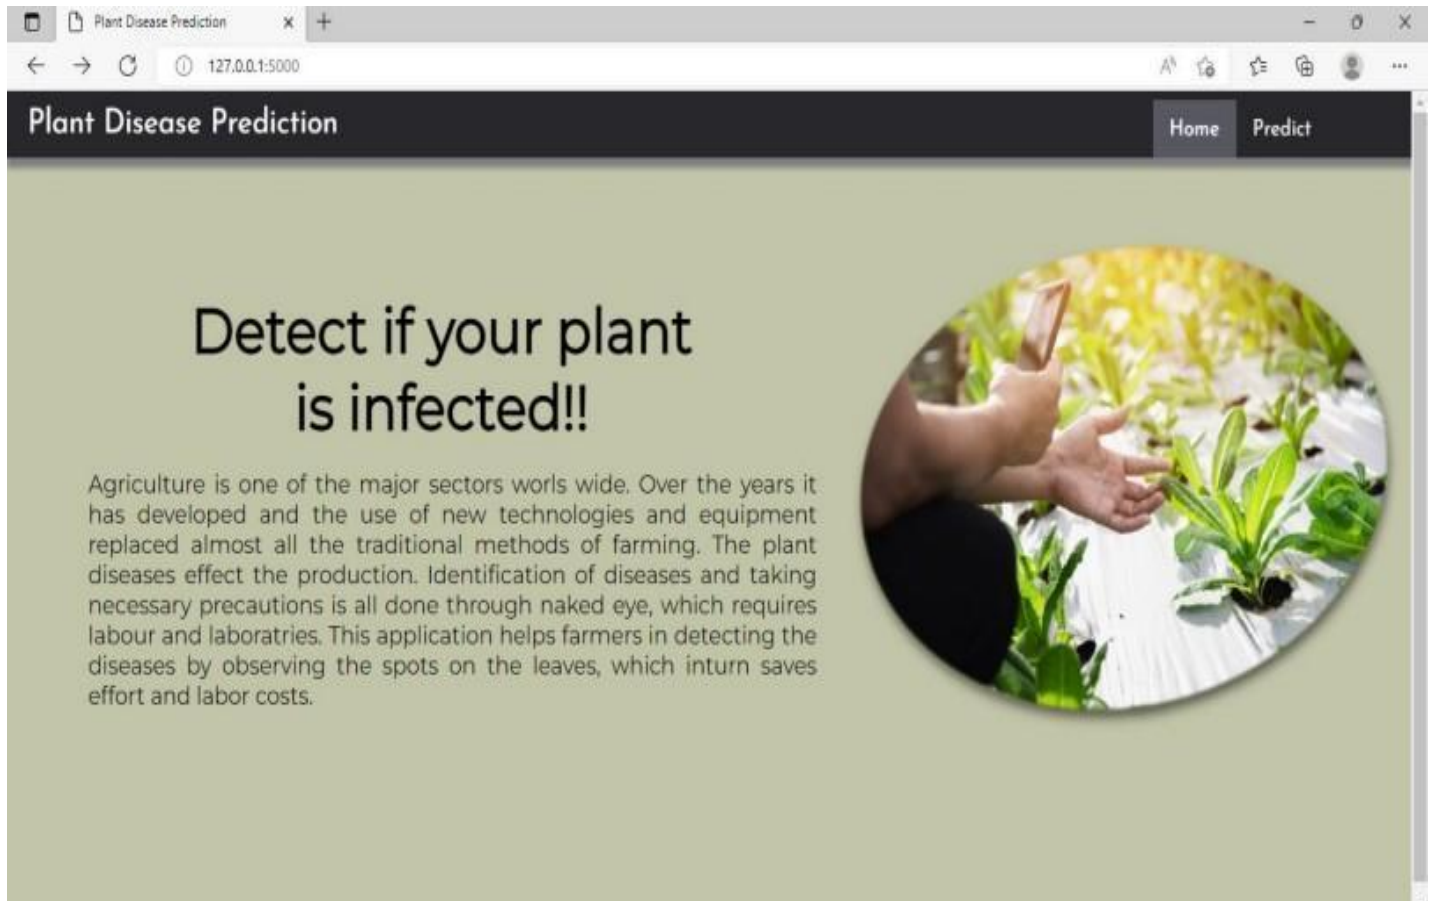 Plant Disease Prediction
127.0.0.1:5000
Plant Disease Prediction
Home
Predict
Detect if your plant
is infected!!
Agriculture is one of the major sectors worls wide. Over the years it
has developed and the use of new technologies and equipment
replaced almost all the traditional methods of farming. The plant
diseases effect the production. Identification of diseases and taking
necessary precautions is all done through naked eye, which requires
labour and laboratries. This application helps farmers in detecting the
diseases by observing the spots on the leaves, which inturn saves
effort and labor costs.